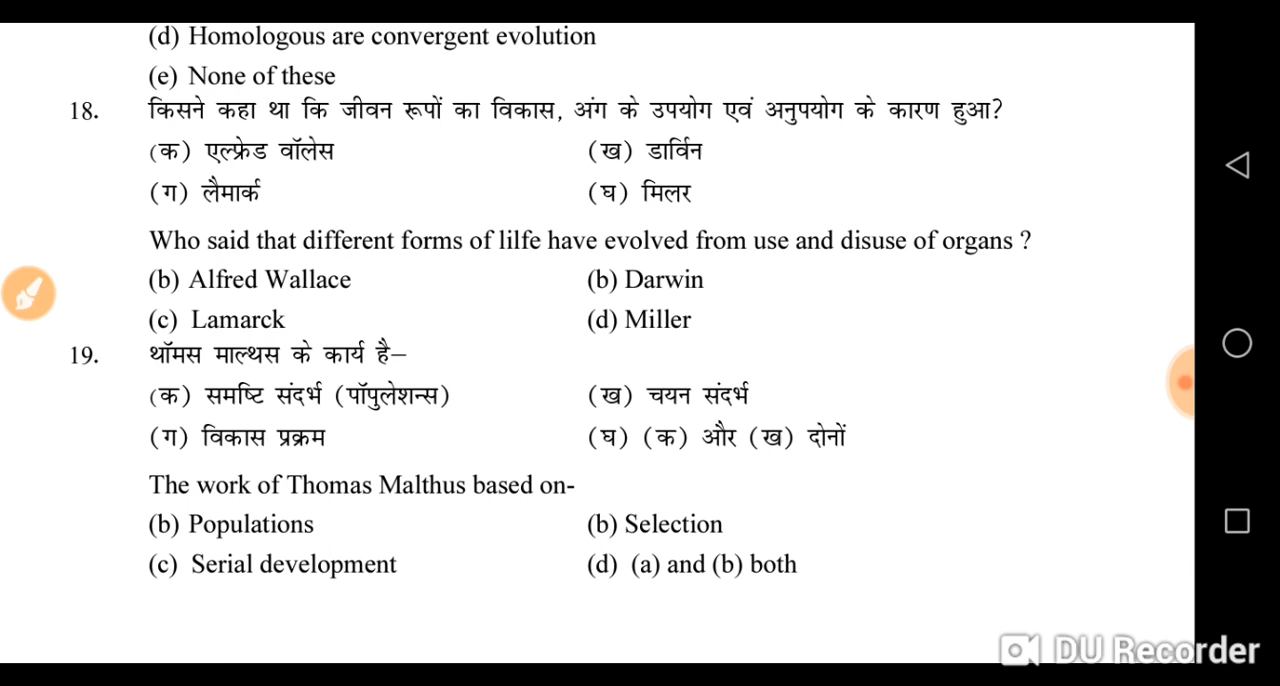 (d) Homologous are convergent evolution
(e) None of these
18. किसने कहा था कि जीवन रूपों का विकास, अंग के उपयोग एवं अनुपयोग के कारण हुआ?
(क) एल्फ्रेड वॉलेस (ख) डार्विन
(ग) लैमार्क (घ) मिलर
Who said that different forms of lilfe have evolved from use and disuse of organs ?
(b) Alfred Wallace (b) Darwin
(c) Lamarck (d) Miller
19. थॉमस माल्थस के कार्य है–
(क) समष्टि संदर्भ (पॉपुलेशन्स) (ख) चयन संदर्भ
(ग) विकास प्रक्रम (घ) (क) और (ख) दोनों
The work of Thomas Malthus based on-
(b) Populations (b) Selection
(c) Serial development (d) (a) and (b) both
DU Recorder